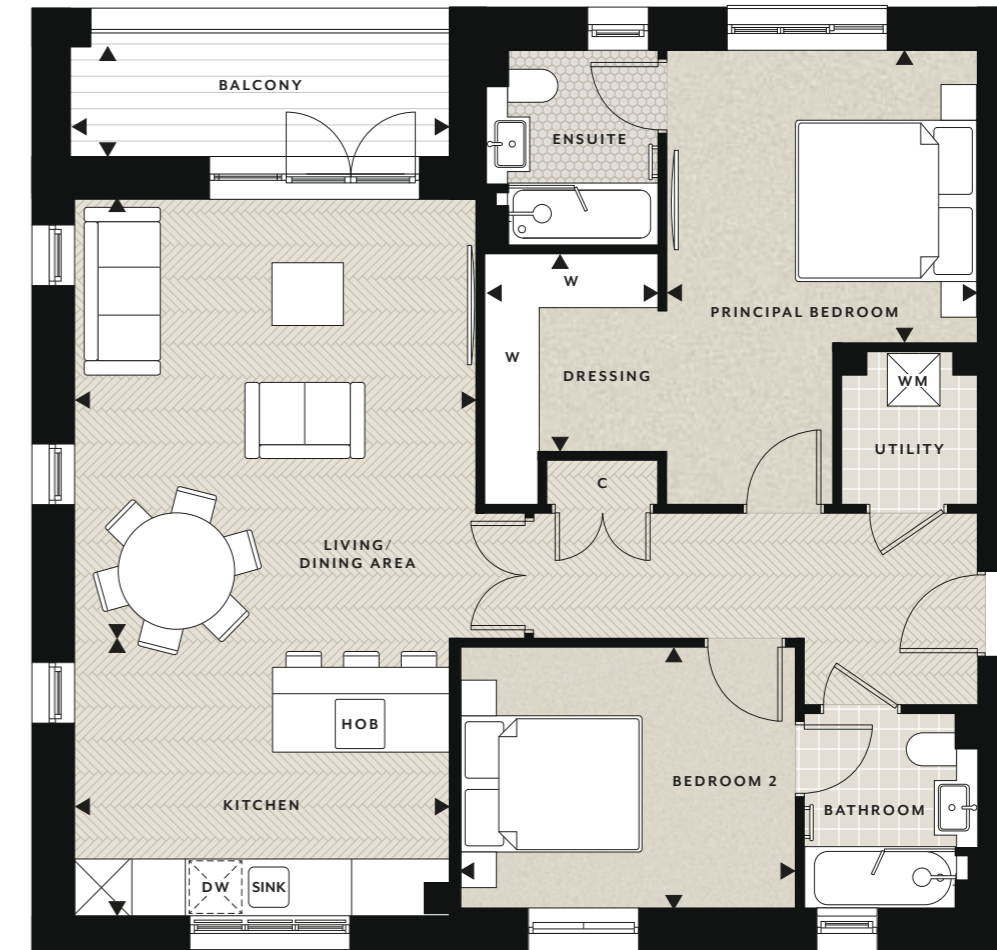 BALCONY
ENSUITE
W
PRINCIPAL BEDROOM
W
DRESSING
WM
UTILITY
C
LIVING/
DINING AREA
HOB
BEDROOM 2
KITCHEN
BATHROOM
DW
SINK